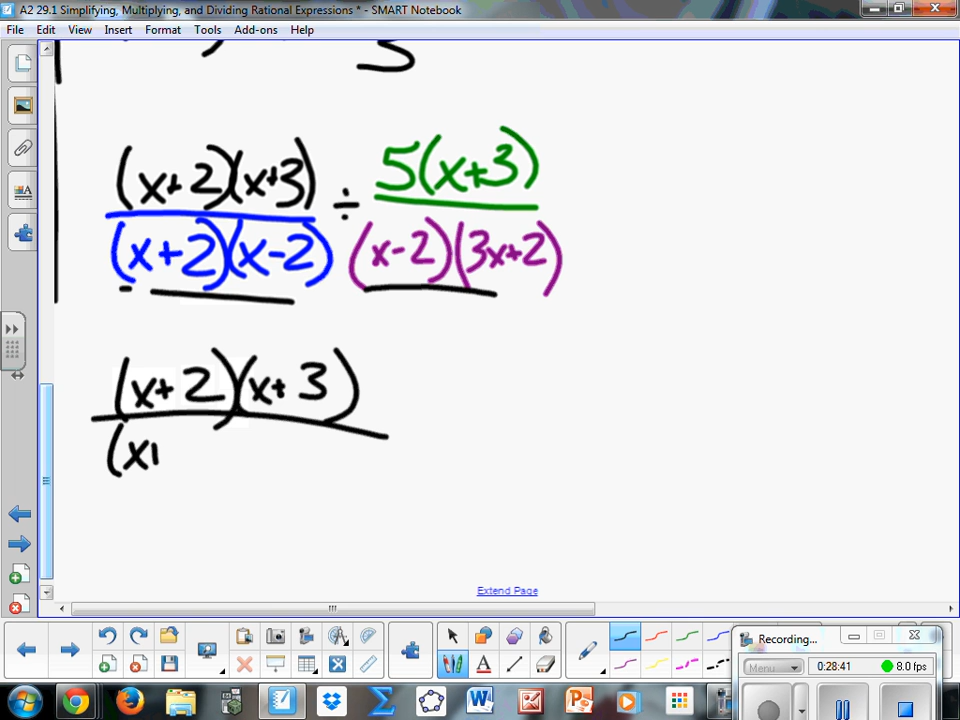 A2 29.1 Simplifying, Multiplying, and Dividing Rational Expressions * - SMART Notebook
File Edit View Insert Format Tools Add-ons Help
(x+2)(x+3) ÷ 5(x+3)
(x+2)(x-2) (x-2)(3x+2)
(x+2)(x+3)
(x
Extend Page
Recording...
Menu 0:28:41 8.0 fps